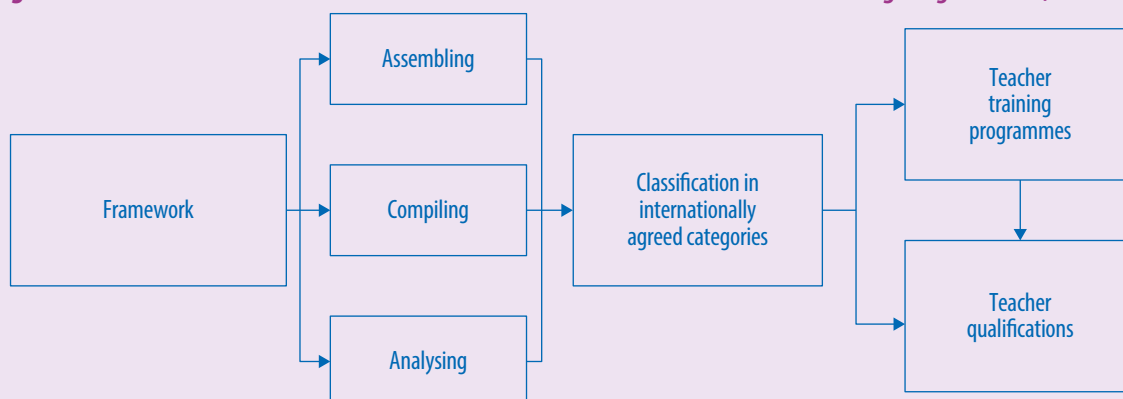 Assembling
Teacher
training
programmes
Framework
Compiling
Classification in
internationally
agreed categories
Teacher
qualifications
Analysing